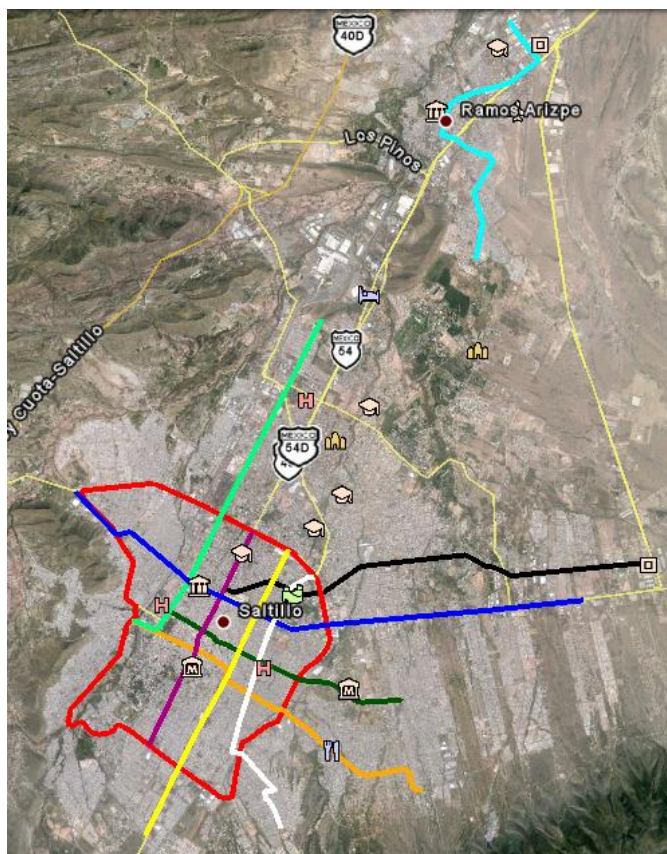 MEXICO
40D
Ramos Arizpe
Los Pinos
MEXICO
54
y Cuota-Saltillo
H
MEXICO
54D
Saltillo
H
H
M
M